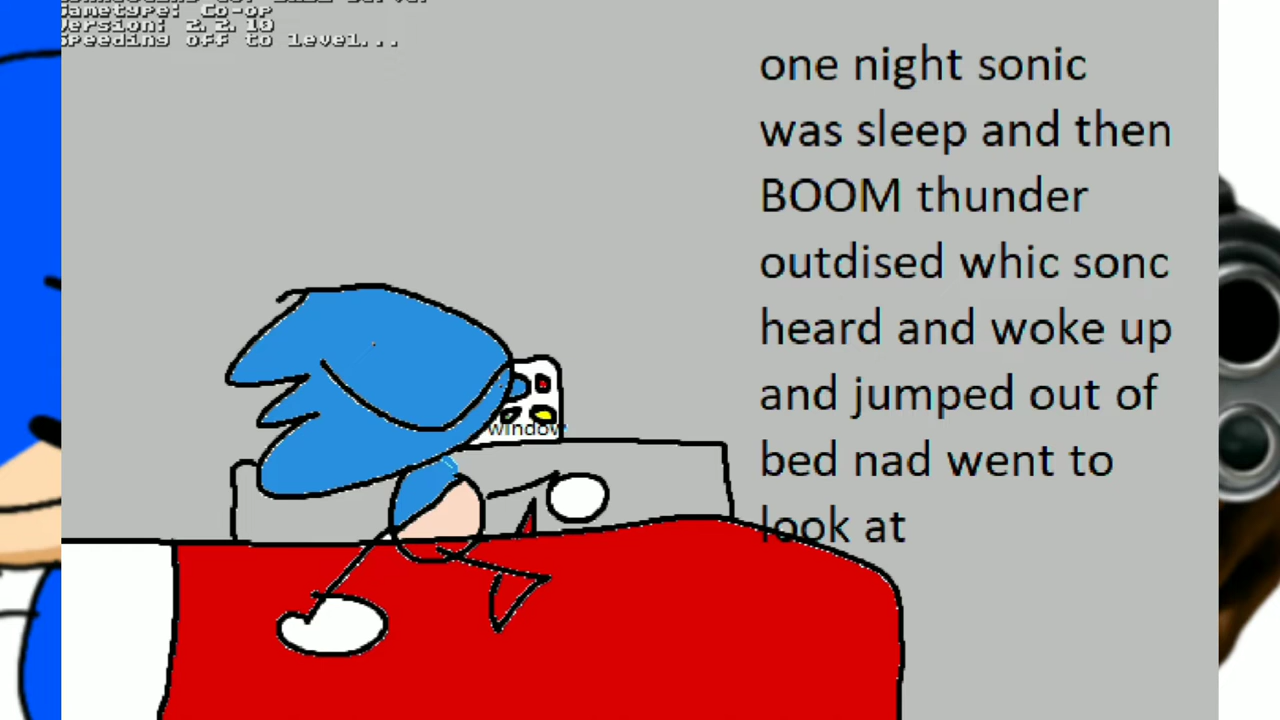 Gametype: Co-op
Version: 2.2.10
Speeding off to level...
one night sonic
was sleep and then
BOOM thunder
outdised whic sonc
heard and woke up
and jumped out of
bed nad went to
look at
window